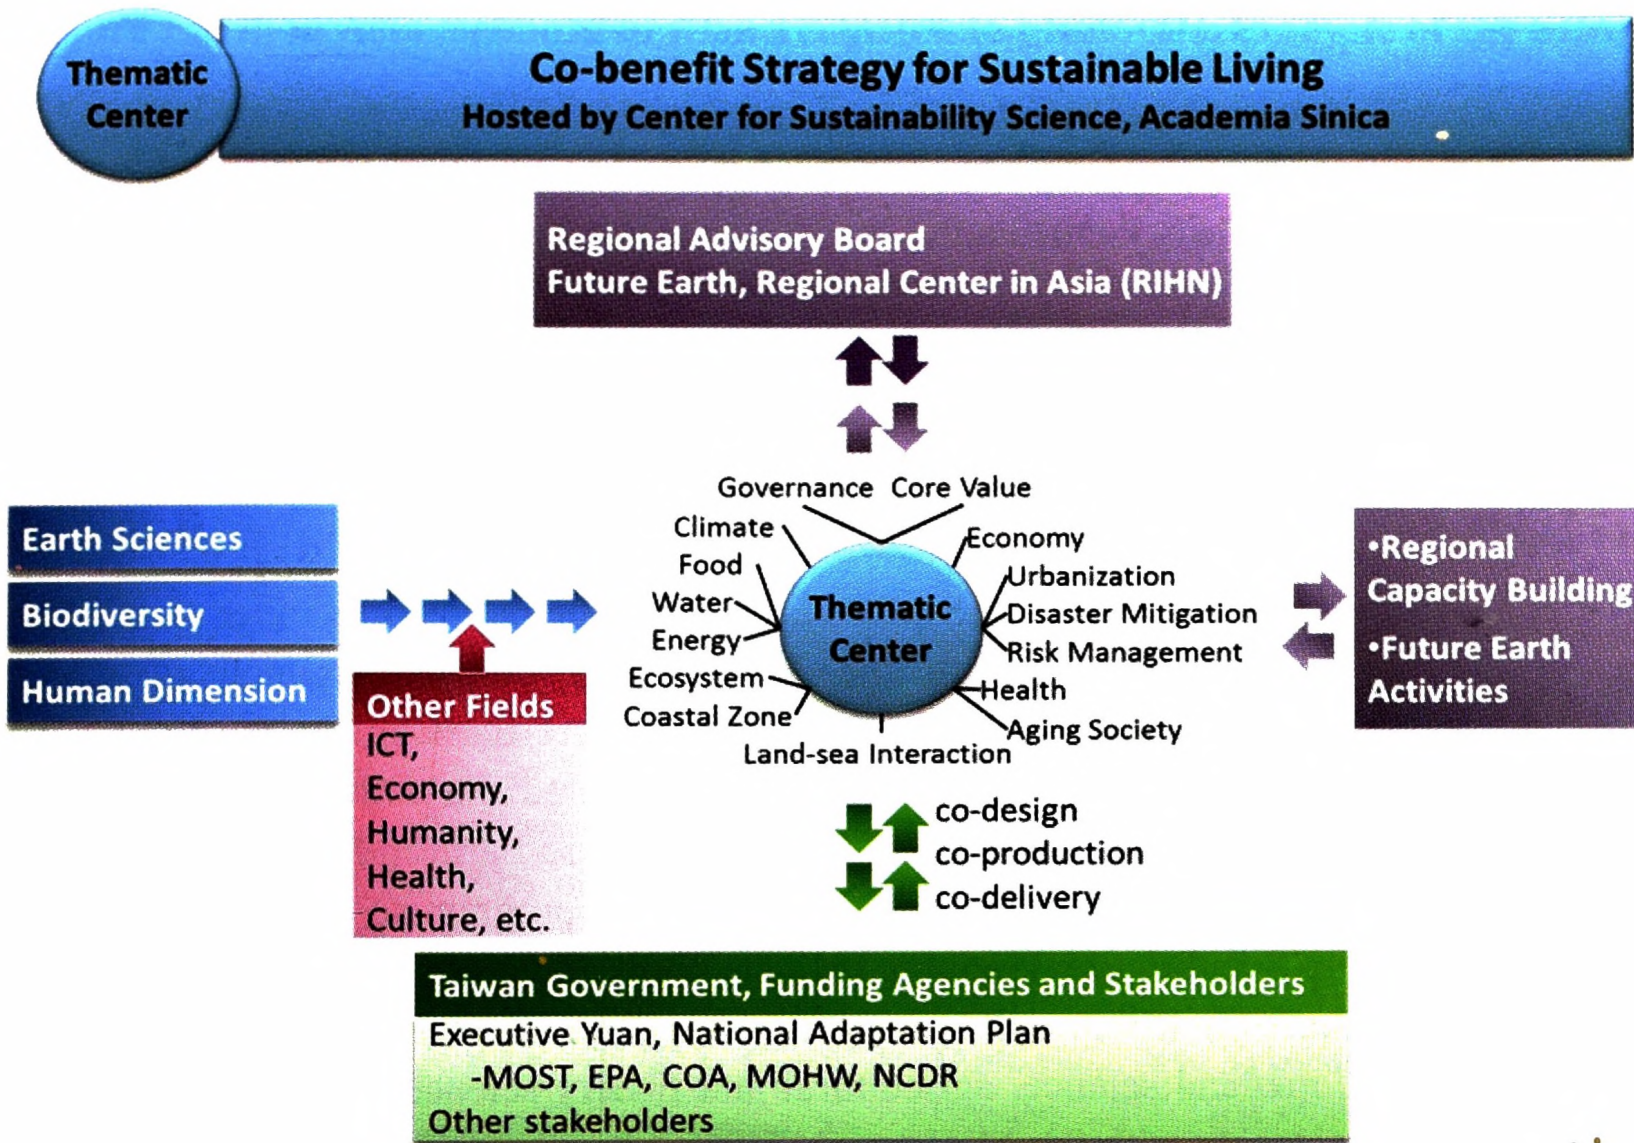 Thematic
Center
Co-benefit Strategy for Sustainable Living
Hosted by Center for Sustainability Science, Academia Sinica
Regional Advisory Board
Future Earth, Regional Center in Asia (RIHN)
Governance Core Value
Climate
Food
Water
Energy
Ecosystem
Coastal Zone
Land-sea Interaction
Economy
Urbanization
Disaster Mitigation
Risk Management
Health
Aging Society
Thematic
Center
Earth Sciences
Biodiversity
Human Dimension
Other Fields
ICT,
Economy,
Humanity,
Health,
Culture, etc.
•Regional
Capacity Building
•Future Earth
Activities
co-design
co-production
co-delivery
Taiwan Government, Funding Agencies and Stakeholders
Executive Yuan, National Adaptation Plan
-MOST, EPA, COA, MOHW, NCDR
Other stakeholders